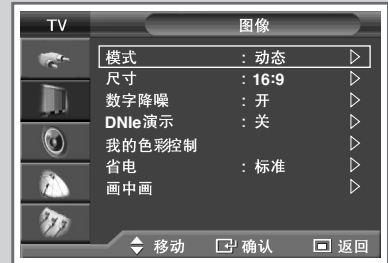 TV 图像
模式 : 动态
尺寸 : 16:9
数字降噪 : 开
DNIe演示 : 关
我的色彩控制
省电 : 标准
画中画
移动 确认 返回